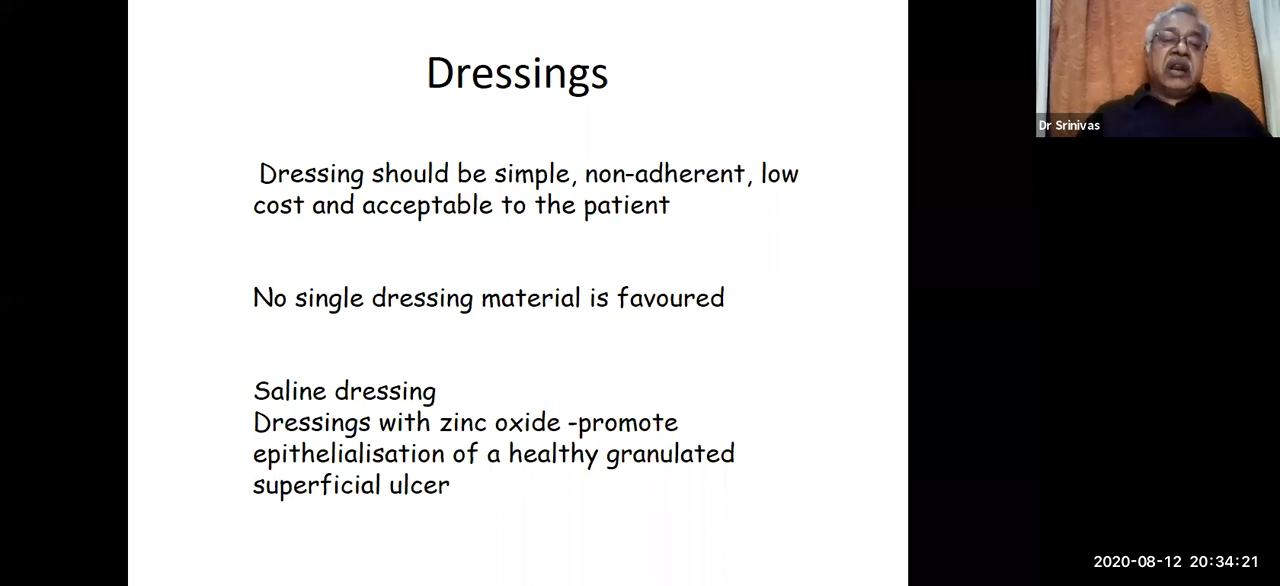 Dressings
Dressing should be simple, non-adherent, low
cost and acceptable to the patient
No single dressing material is favoured
Saline dressing
Dressings with zinc oxide -promote
epithelialisation of a healthy granulated
superficial ulcer
Dr Srinivas
2020-08-12 20:34:21